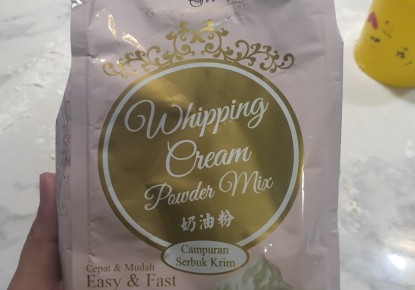 Whipping
Cream
Powder Mix
奶油粉
Campuran
Serbuk Krim
Cepat & Mudah
Easy & Fast